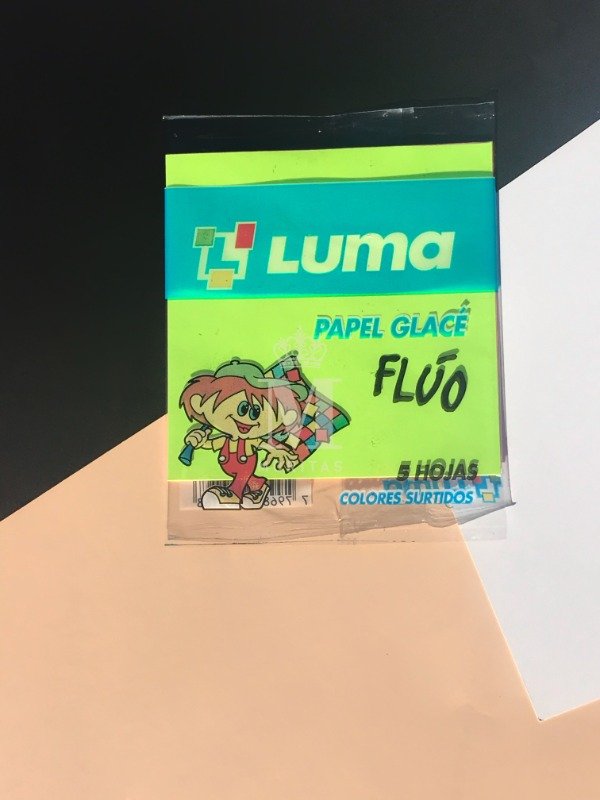 Luma
PAPEL GLACÉ
FLÚO
5 HOJAS
COLORES SURTIDOS